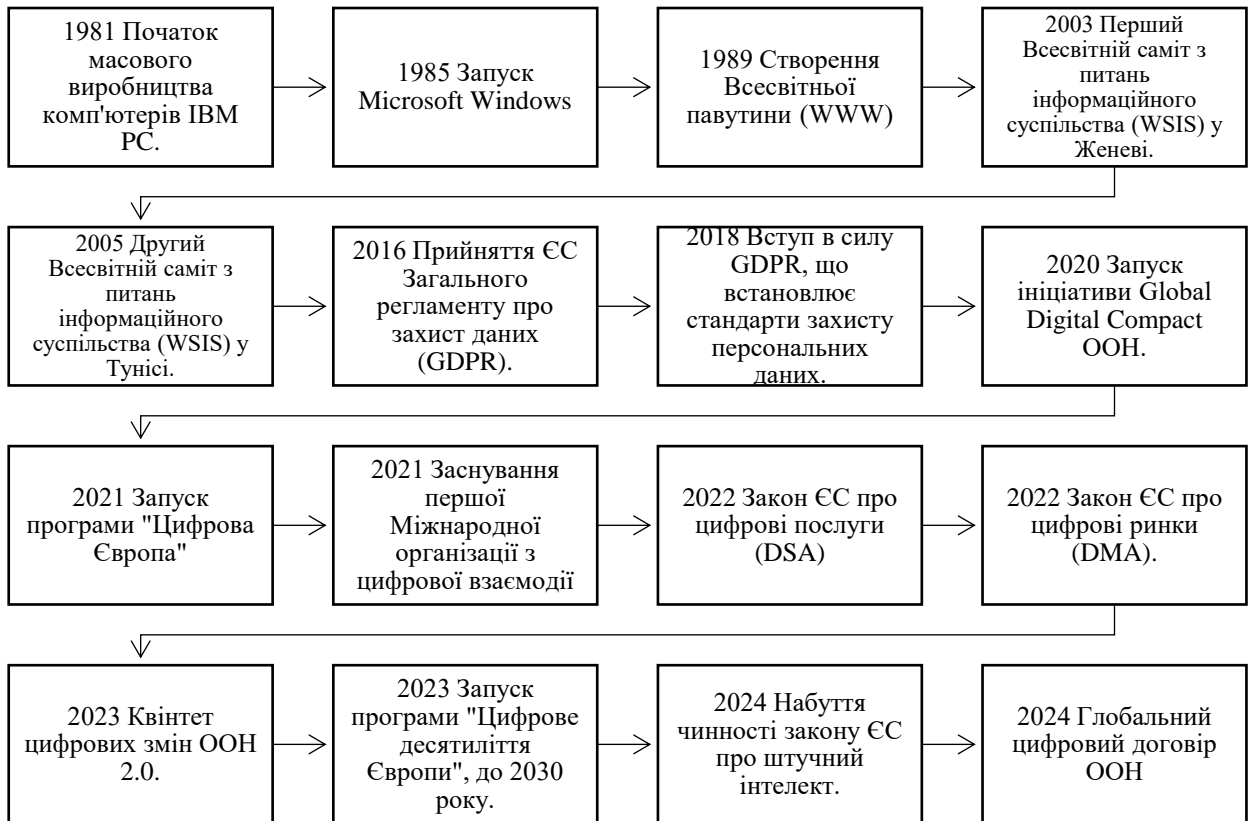 1981 Початок
масового
виробництва
комп'ютерів IBM
PC.
1985 Запуск
Microsoft Windows
1989 Створення
Всесвітньої
павутини (WWW)
2003 Перший
Всесвітній саміт з
питань
інформаційного
суспільства (WSIS) у
Женеві.
2005 Другий
Всесвітній саміт з
питань
інформаційного
суспільства (WSIS) у
Тунісі.
2016 Прийняття ЄС
Загального
регламенту про
захист даних
(GDPR).
2018 Вступ в силу
GDPR, що
встановлює
стандарти захисту
персональних
даних.
2020 Запуск
ініціативи Global
Digital Compact
ООН.
2021 Запуск
програми "Цифрова
Європа"
2021 Заснування
першої
Міжнародної
організації з
цифрової взаємодії
2022 Закон ЄС про
цифрові послуги
(DSA)
2022 Закон ЄС про
цифрові ринки
(DMA).
2023 Квінтет
цифрових змін ООН
2.0.
2023 Запуск
програми "Цифрове
десятиліття
Європи", до 2030
року.
2024 Набуття
чинності закону ЄС
про штучний
інтелект.
2024 Глобальний
цифровий договір
ООН